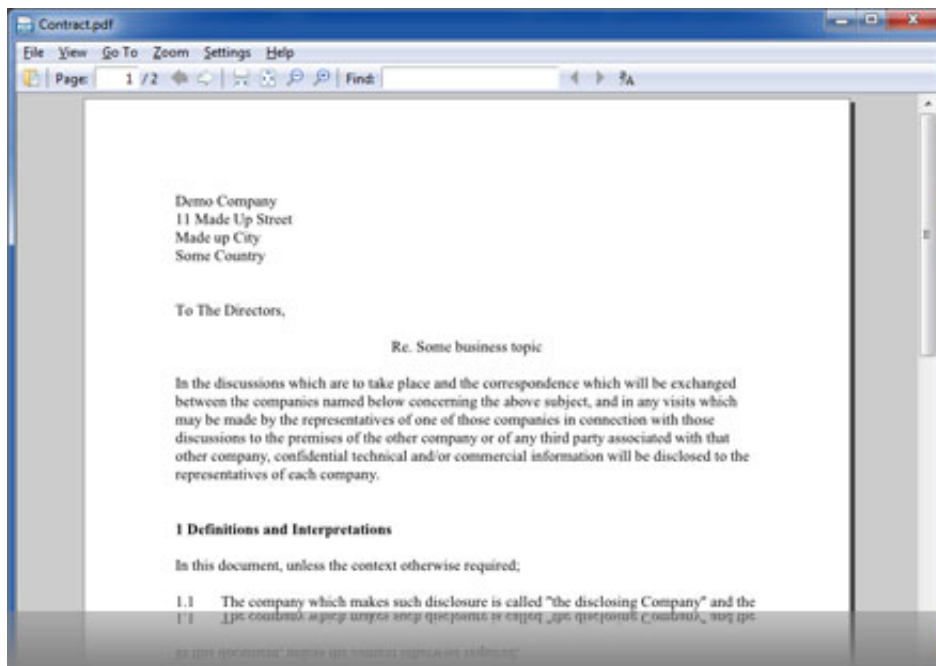 Contract.pdf
File View Go To Zoom Settings Help
Page: 1 / 2 Find:
Demo Company
11 Made Up Street
Made up City
Some Country
To The Directors,
Re. Some business topic
In the discussions which are to take place and the correspondence which will be exchanged
between the companies named below concerning the above subject, and in any visits which
may be made by the representatives of one of those companies in connection with those
discussions to the premises of the other company or of any third party associated with that
other company, confidential technical and/or commercial information will be disclosed to the
representatives of each company.
1 Definitions and Interpretations
In this document, unless the context otherwise required;
1.1 The company which makes such disclosure is called "the disclosing Company" and the